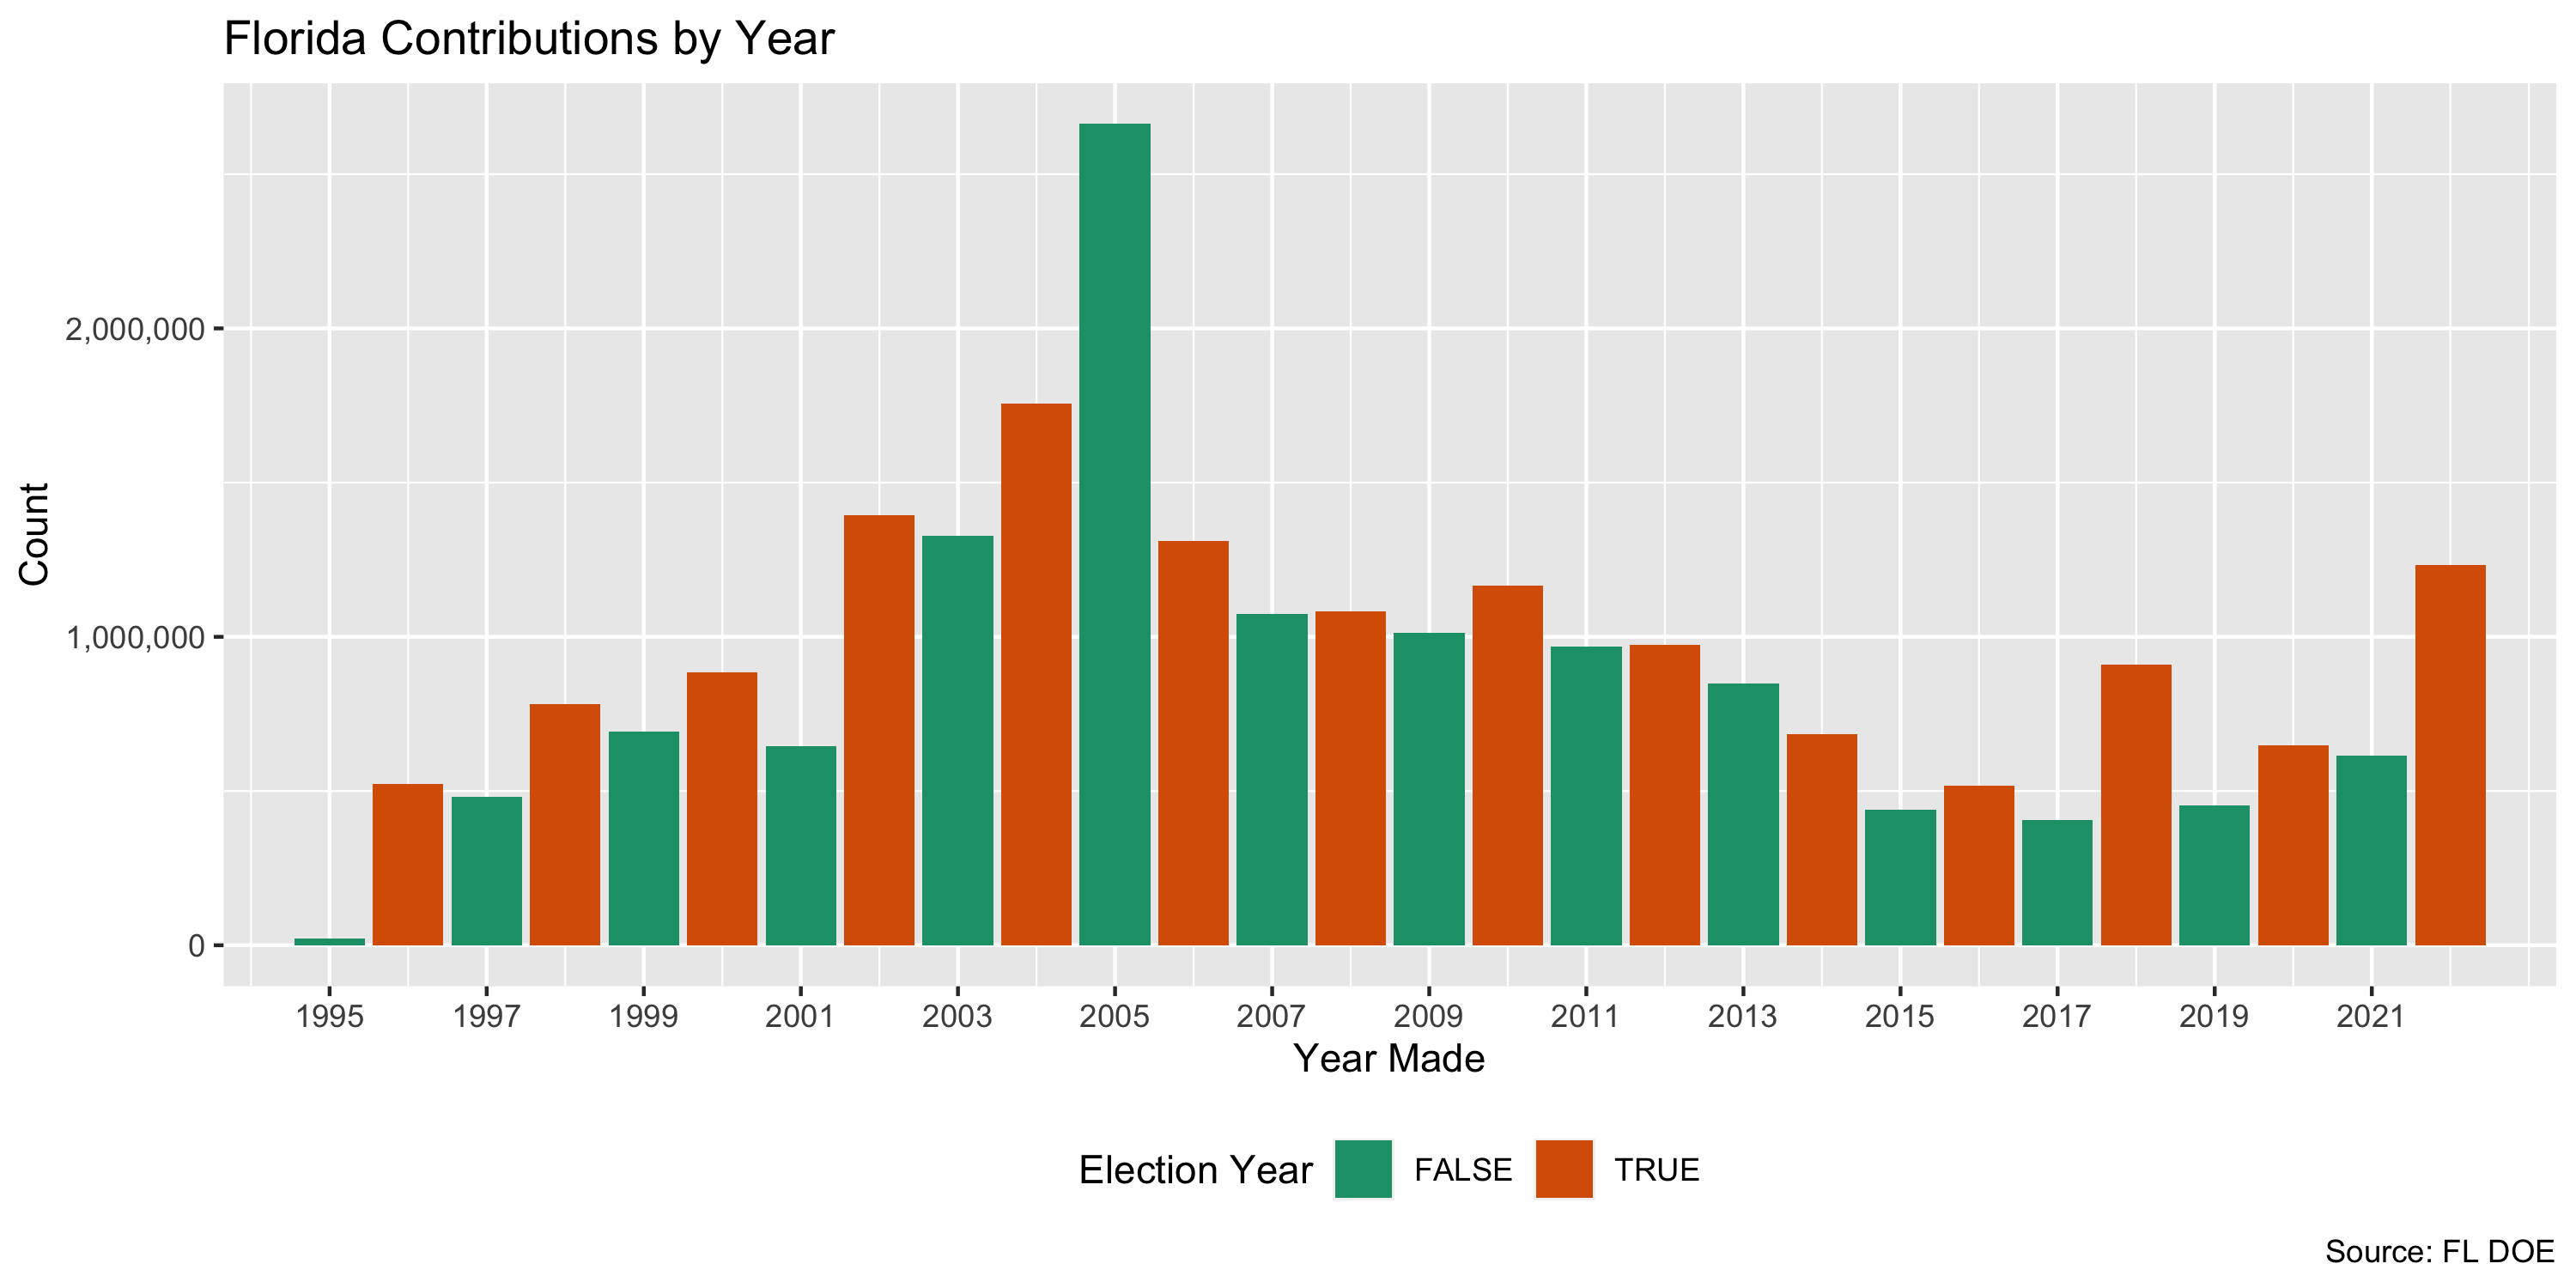 Florida Contributions by Year
Count
2,000,000
1,000,000
0
1995 1997 1999 2001 2003 2005 2007 2009 2011 2013 2015 2017 2019 2021
Year Made
Election Year FALSE TRUE
Source: FL DOE